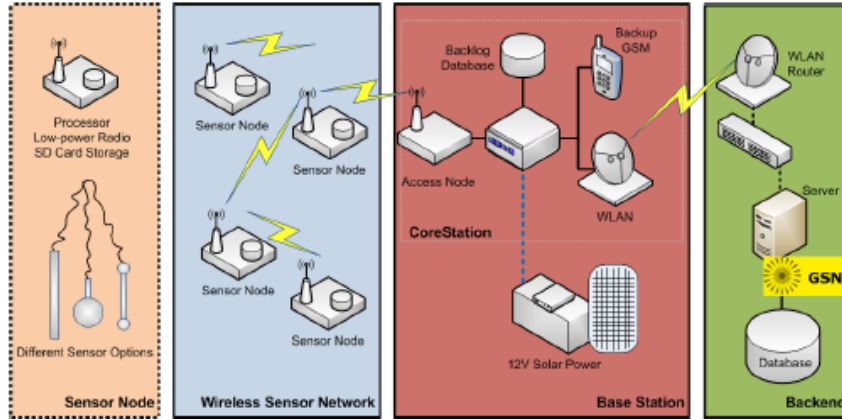 Processor
Low-power Radio
SD Card Storage
Different Sensor Options
Sensor Node
Sensor Node
Sensor Node
Sensor Node
Sensor Node
Wireless Sensor Network
Backlog
Database
Backup
GSM
Access Node
WLAN
CoreStation
12V Solar Power
Base Station
WLAN
Router
Server
GSN
Database
Backend